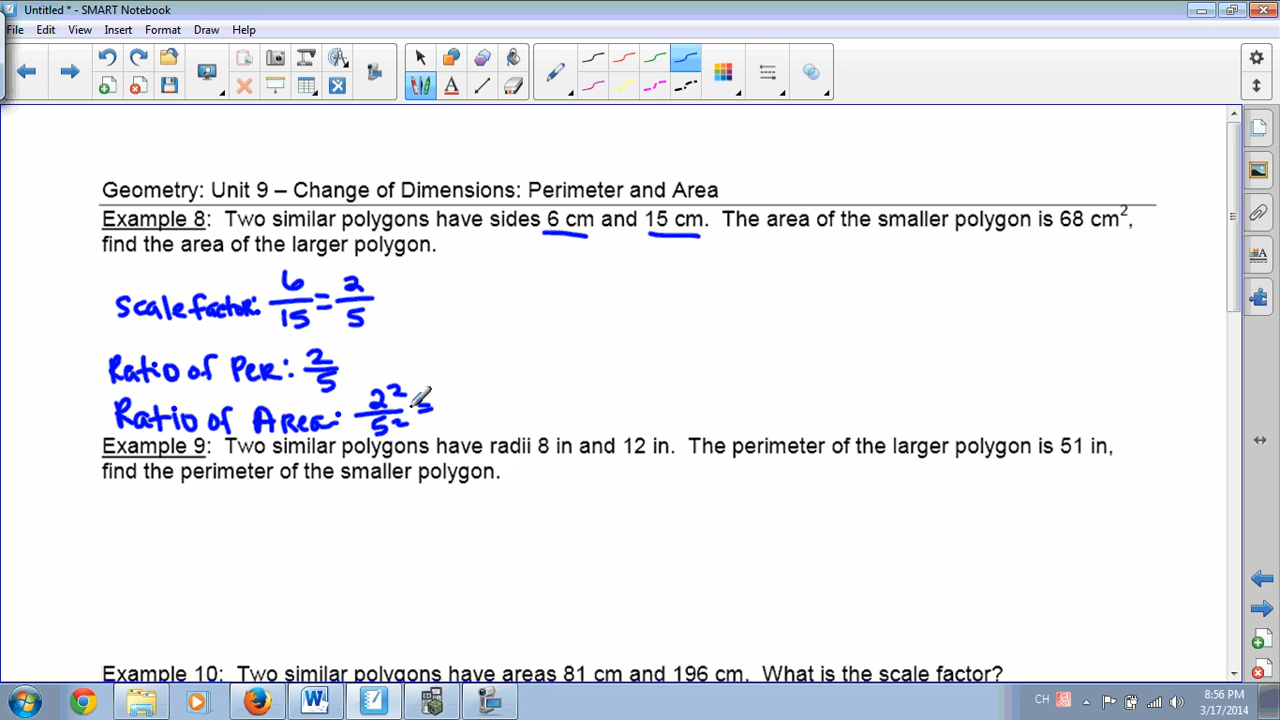 Untitled * - SMART Notebook
File Edit View Insert Format Draw Help
Geometry: Unit 9 – Change of Dimensions: Perimeter and Area
Example 8: Two similar polygons have sides 6 cm and 15 cm. The area of the smaller polygon is 68 cm²,
find the area of the larger polygon.
Scale factor: 6/15 = 2/5
Ratio of Per: 2/5
Ratio of Area: 2²/5² =
Example 9: Two similar polygons have radii 8 in and 12 in. The perimeter of the larger polygon is 51 in,
find the perimeter of the smaller polygon.
Example 10: Two similar polygons have areas 81 cm and 196 cm. What is the scale factor?
CH
8:56 PM
3/17/2014